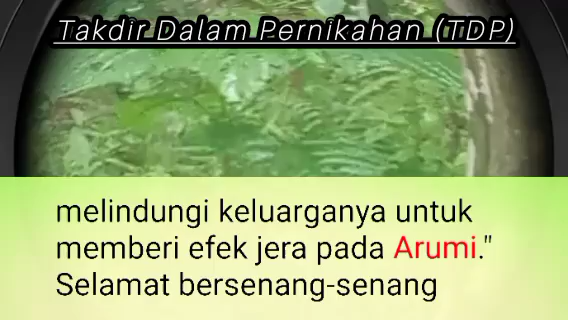 Takdir Dalam Pernikahan (TDP)
melindungi keluarganya untuk
memberi efek jera pada Arumi."
Selamat bersenang-senang